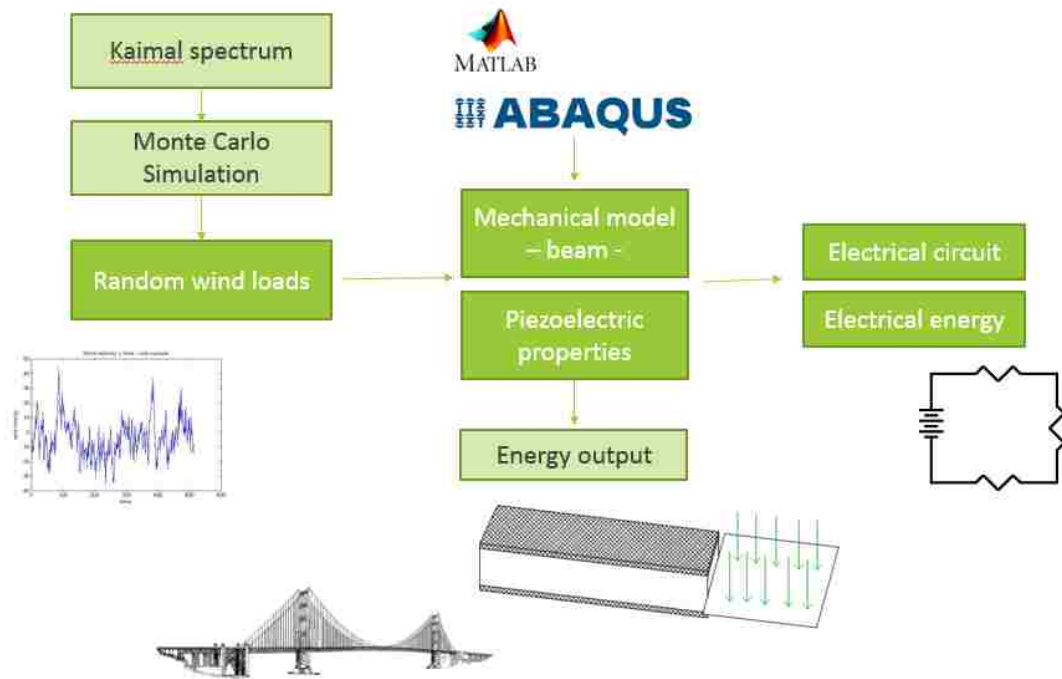 Kaimal spectrum
Monte Carlo
Simulation
Random wind loads
MATLAB
ABAQUS
Mechanical model
– beam -
Piezoelectric
properties
Energy output
Electrical circuit
Electrical energy